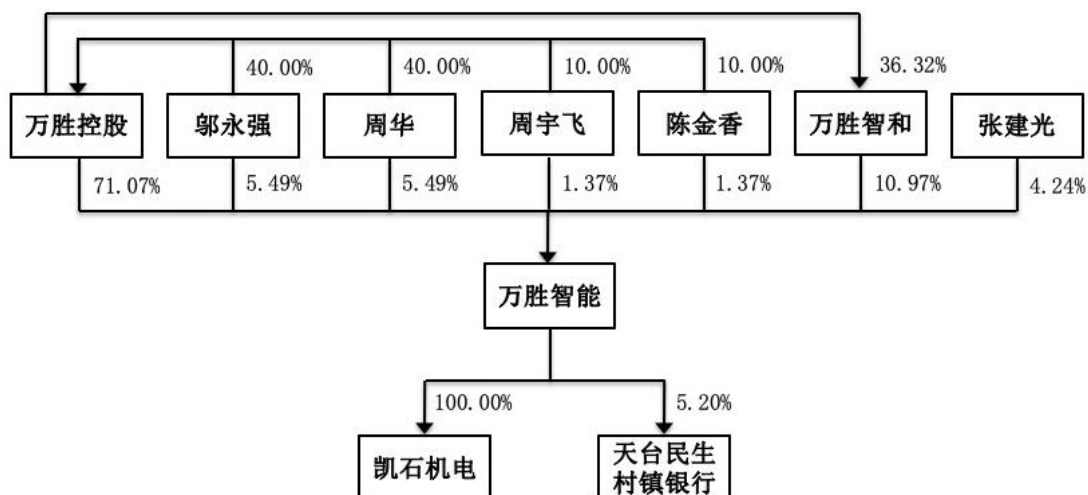 40.00%
40.00%
10.00%
10.00%
36.32%
万胜控股
邬永强
周华
周宇飞
陈金香
万胜智和
张建光
71.07%
5.49%
5.49%
1.37%
1.37%
10.97%
4.24%
万胜智能
100.00%
5.20%
凯石机电
天台民生
村镇银行